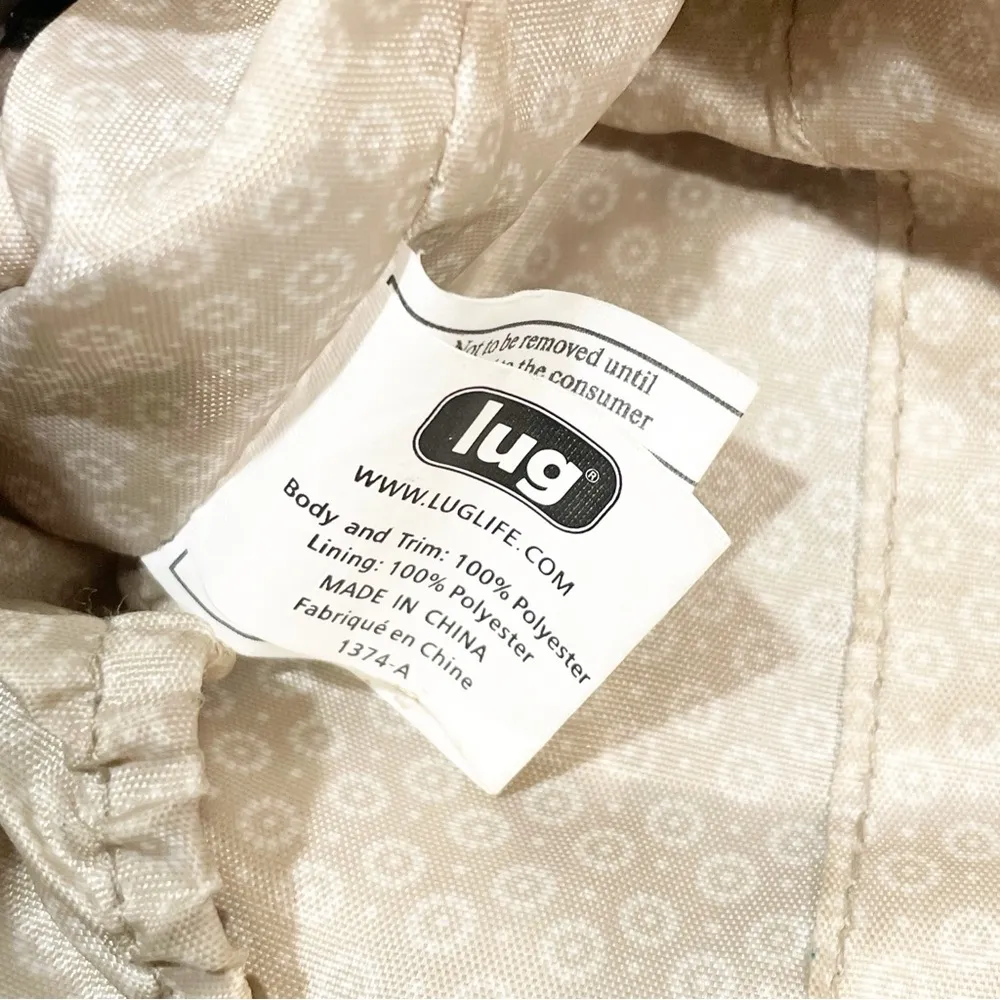 Not to be removed until
the consumer
lug®
WWW.LUGLIFE.COM
Body and Trim: 100% Polyester
Lining: 100% Polyester
MADE IN CHINA
Fabriqué en Chine
1374-A